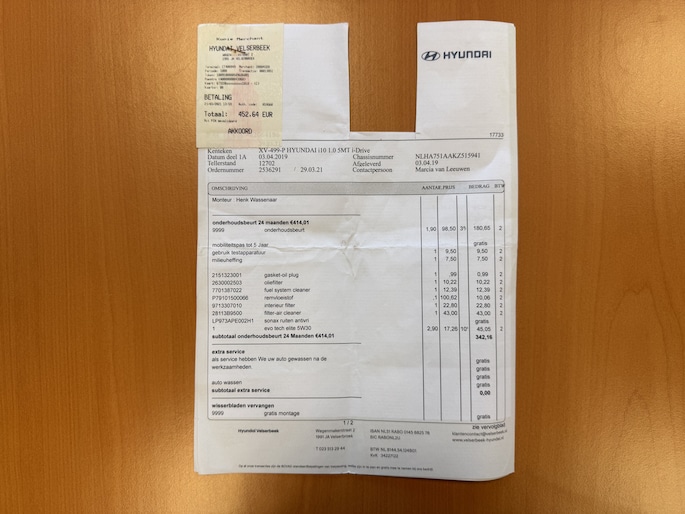 HYUNDAI VELSERBEEK
BETALING
Totaal: 452.64 EUR
AKKOORD
HYUNDAI
17733
Kenteken XV-499-P HYUNDAI i10 1.0 5MT i-Drive
Datum deel 1A 03.04.2019 Chassisnummer NLHA751AAKZ515941
Tellerstand 12702 Afgeleverd 03.04.19
Ordernummer 2536291 / 29.03.21 Contactpersoon Marcia van Leeuwen
OMSCHRIJVING AANTAL PRIJS BEDRAG BTW
Monteur Henk Wassenaar
onderhoudsbeurt 24 maanden €414,01
9999 onderhoudsbeurt 1,90 98,50 3% 180,65 2
mobiliteitspas tot 5 Jaar gratis
gebruik testapparatuur 1 9,50 9,50 2
milieuheffing 1 7,50 7,50 2
2151323001 gasket-oil plug 1 ,99 0,99 2
2630002503 oliefilter 1 10,22 10,22 2
7701387022 fuel system cleaner 1 12,39 12,39 2
P79101500066 remvloeistof .1 100,62 10,06 2
9713307010 interieur filter 1 22,80 22,80 2
28113B9500 filter-air cleaner 1 43,00 43,00 2
LP973APE002H1 sonax ruiten antivri gratis
1 evo tech elite 5W30 2,90 17,26 10% 45,05 2
subtotaal onderhoudsbeurt 24 Maanden €414,01 342,16
extra service
als service hebben We uw auto gewassen na de gratis
werkzaamheden. gratis
gratis
auto wassen gratis
subtotaal extra service 0,00
wisserbladen vervangen
9999 gratis montage gratis
1 / 2
zie vervolgblad
Hyundai Velserbeek